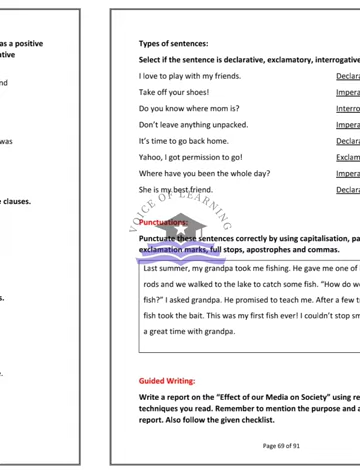 as a positive
ative
nd
was
e clauses.
s.
e.
Types of sentences:
Select if the sentence is declarative, exclamatory, interrogative
I love to play with my friends. Declara
Take off your shoes! Impera
Do you know where mom is? Interro
Don't leave anything unpacked. Impera
It's time to go back home. Declara
Yahoo, I got permission to go! Exclam
Where have you been the whole day? Impera
She is my best friend. Declara
VOICE OF LEARNING
Punctuations:
Punctuate these sentences correctly by using capitalisation, pa
exclamation marks, full stops, apostrophes and commas.
Last summer, my grandpa took me fishing. He gave me one of
rods and we walked to the lake to catch some fish. "How do we
fish?" I asked grandpa. He promised to teach me. After a few t
fish took the bait. This was my first fish ever! I couldn't stop sm
a great time with grandpa.
Guided Writing:
Write a report on the "Effect of our Media on Society" using re
techniques you read. Remember to mention the purpose and a
report. Also follow the given checklist.
Page 69 of 91